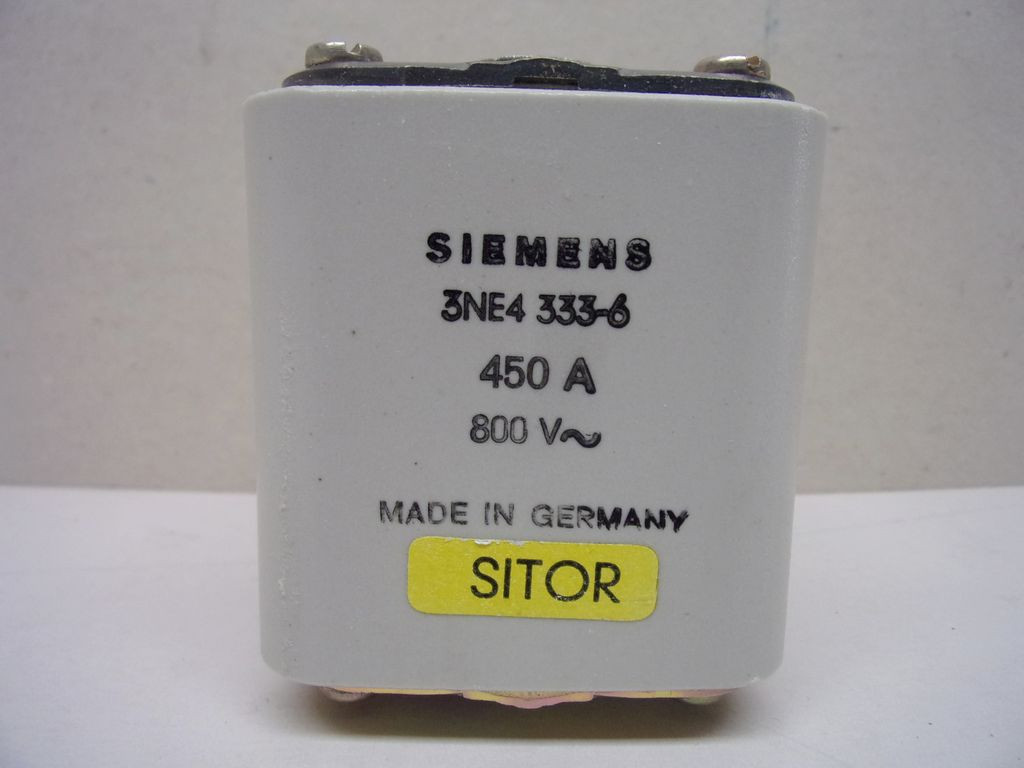 SIEMENS
3NE4 333-6
450 A
800 V~
MADE IN GERMANY
SITOR